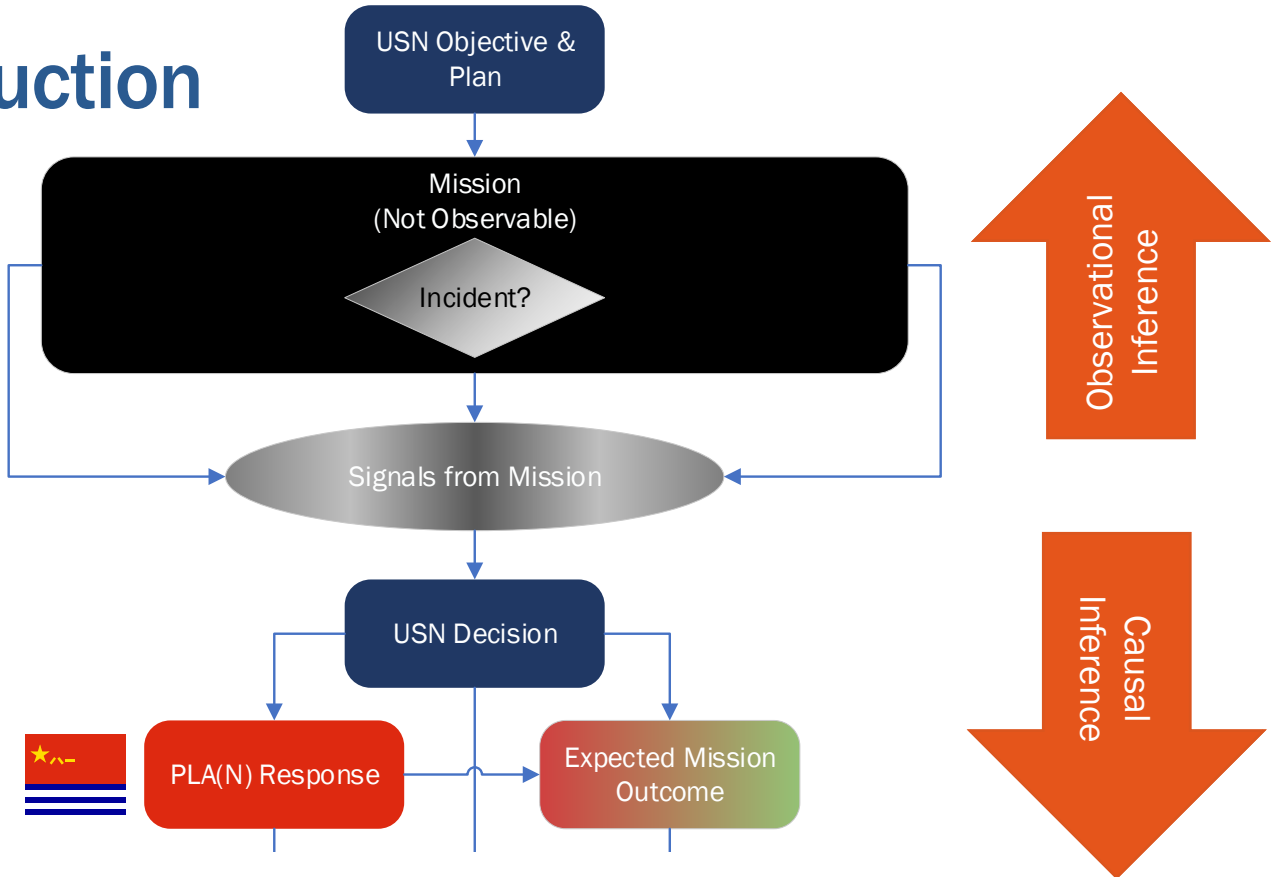 uction
USN Objective &
Plan
Mission
(Not Observable)
Incident?
Observational
Inference
Signals from Mission
USN Decision
Causal
Inference
PLA(N) Response
Expected Mission
Outcome